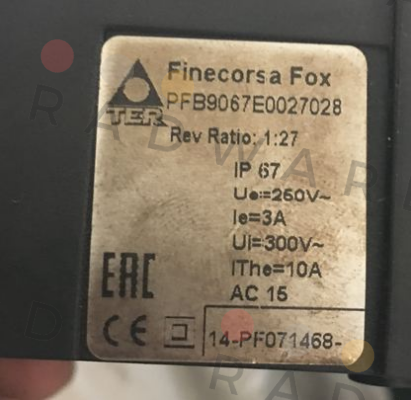 Finecorsa Fox
PFB9067E0027028
TER
Rev Ratio: 1:27
IP 67
Ue=250V~
Ie=3A
Ui=300V~
IThe=10A
AC 15
EAC
CE
14-PF071468-
RADWARE